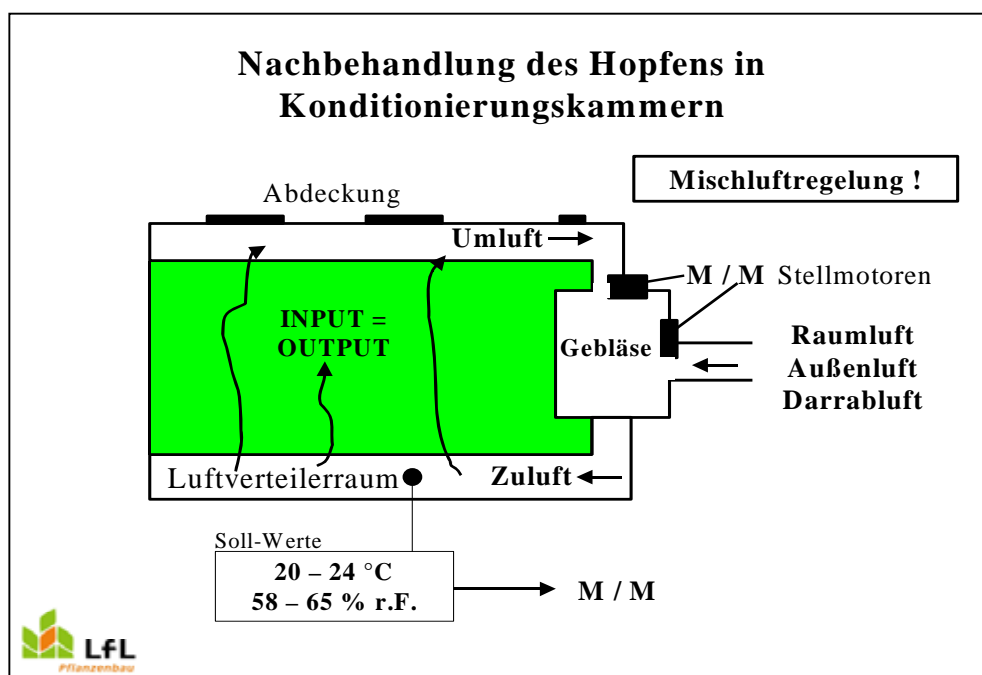 Nachbehandlung des Hopfens in
Konditionierungskammern
Mischluftregelung !
Abdeckung
Umluft
M / M Stellmotoren
INPUT =
OUTPUT
Gebläse
Raumluft
Außenluft
Darrabluft
Luftverteilerraum
Zuluft
Soll-Werte
20 – 24 °C
58 – 65 % r.F.
M / M
LfL
Pflanzenbau